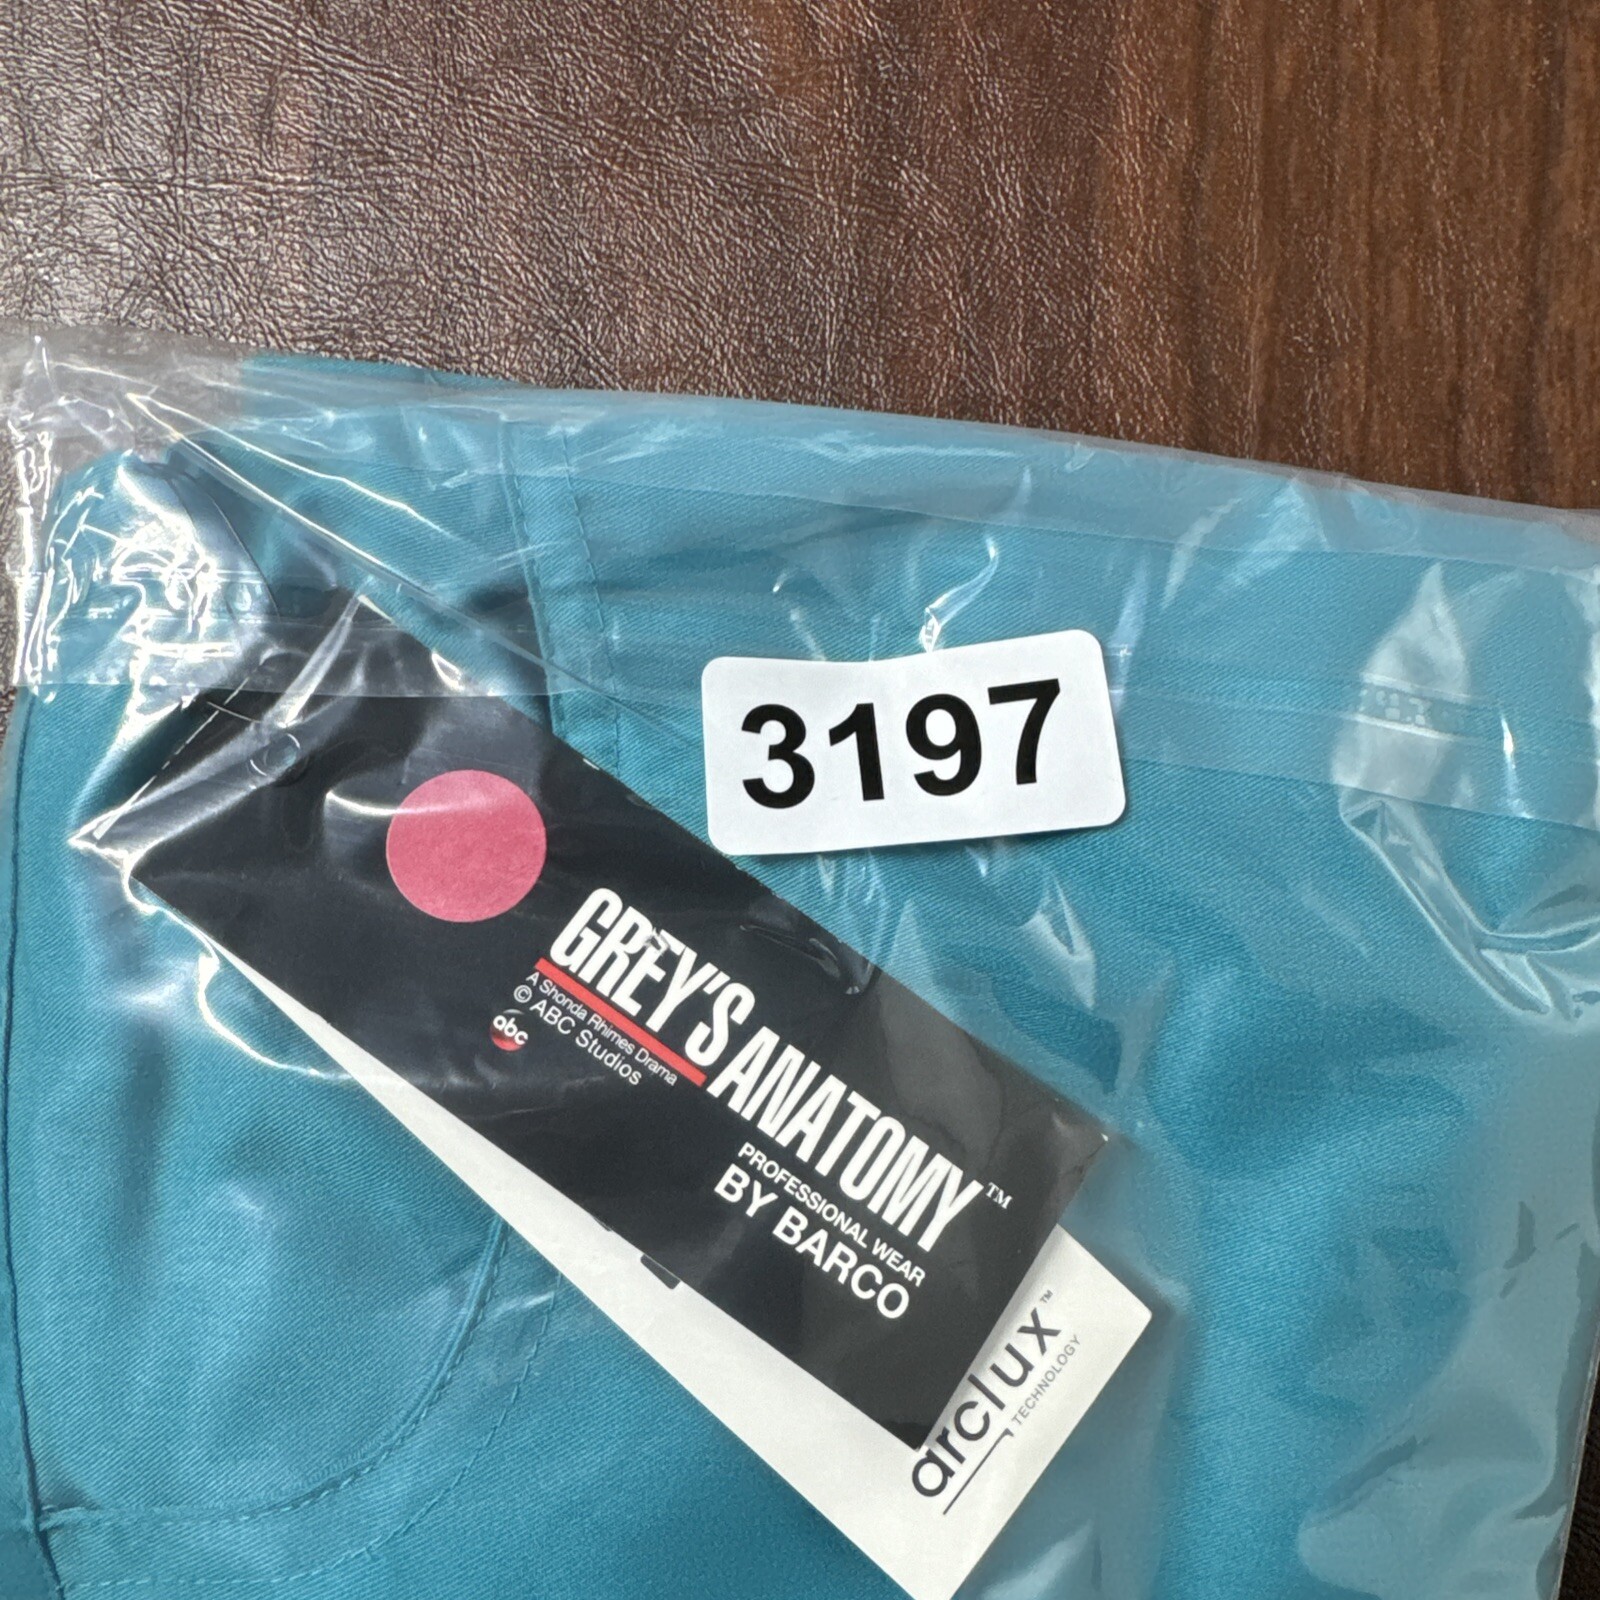 3197
GREY'S ANATOMY™
A Shonda Rhimes Drama
© ABC Studios
abc
PROFESSIONAL WEAR
BY BARCO
arclux™
TECHNOLOGY